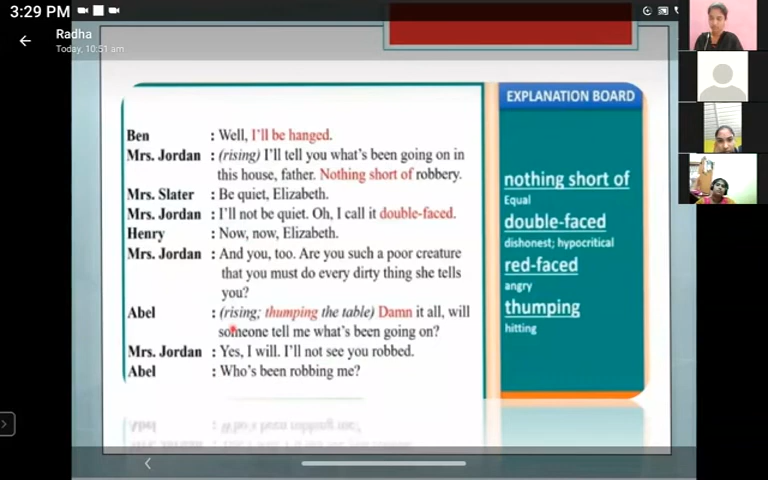 3:29 PM
Radha
Today, 10:51 am
EXPLANATION BOARD
Ben : Well, I'll be hanged.
Mrs. Jordan : (rising) I'll tell you what's been going on in
this house, father. Nothing short of robbery.
Mrs. Slater : Be quiet, Elizabeth.
Mrs. Jordan : I'll not be quiet. Oh, I call it double-faced.
Henry : Now, now, Elizabeth.
Mrs. Jordan : And you, too. Are you such a poor creature
that you must do every dirty thing she tells
you?
Abel : (rising; thumping the table) Damn it all, will
someone tell me what's been going on?
Mrs. Jordan : Yes, I will. I'll not see you robbed.
Abel : Who's been robbing me?
nothing short of
Equal
double-faced
dishonest; hypocritical
red-faced
angry
thumping
hitting